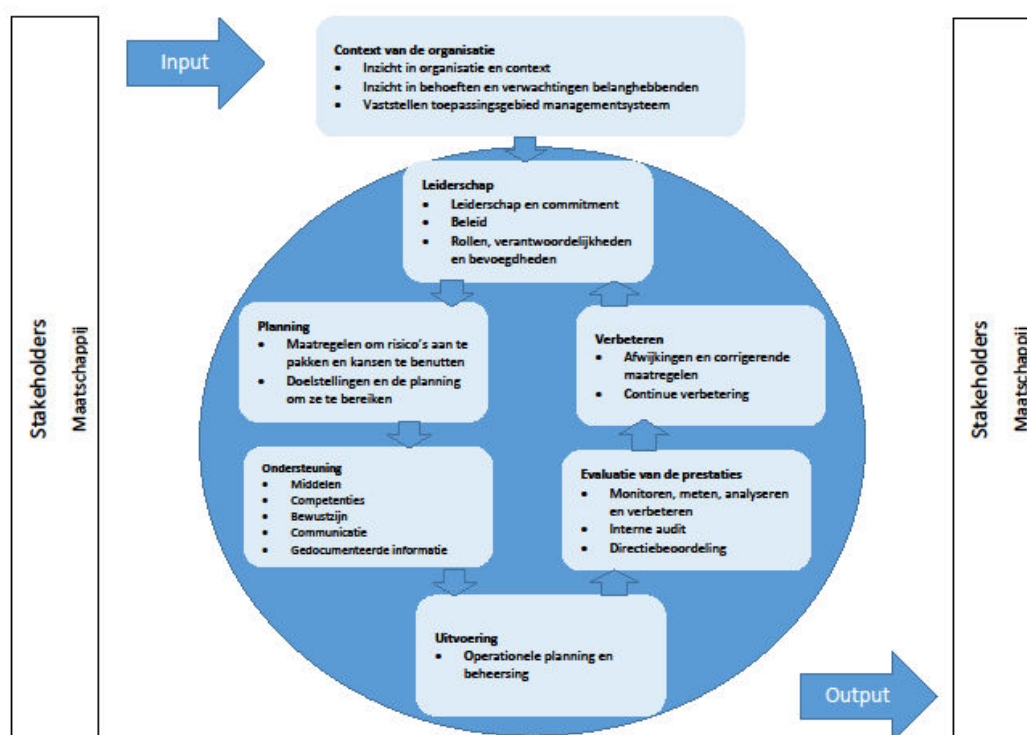 Stakeholders
Maatschappij
Input
Context van de organisatie
• Inzicht in organisatie en context
• Inzicht in behoeften en verwachtingen belanghebbenden
• Vaststellen toepassingsgebied managementsysteem
Leiderschap
• Leiderschap en commitment
• Beleid
• Rollen, verantwoordelijkheden
en bevoegdheden
Planning
• Maatregelen om risico's aan te
pakken en kansen te benutten
• Doelstellingen en de planning
om ze te bereiken
Ondersteuning
• Middelen
• Competenties
• Bewustzijn
• Communicatie
• Gedocumenteerde informatie
Uitvoering
• Operationele planning en
beheersing
Evaluatie van de prestaties
• Monitoren, meten, analyseren
en verbeteren
• Interne audit
• Directiebeoordeling
Verbeteren
• Afwijkingen en corrigerende
maatregelen
• Continue verbetering
Output
Stakeholders
Maatschappij